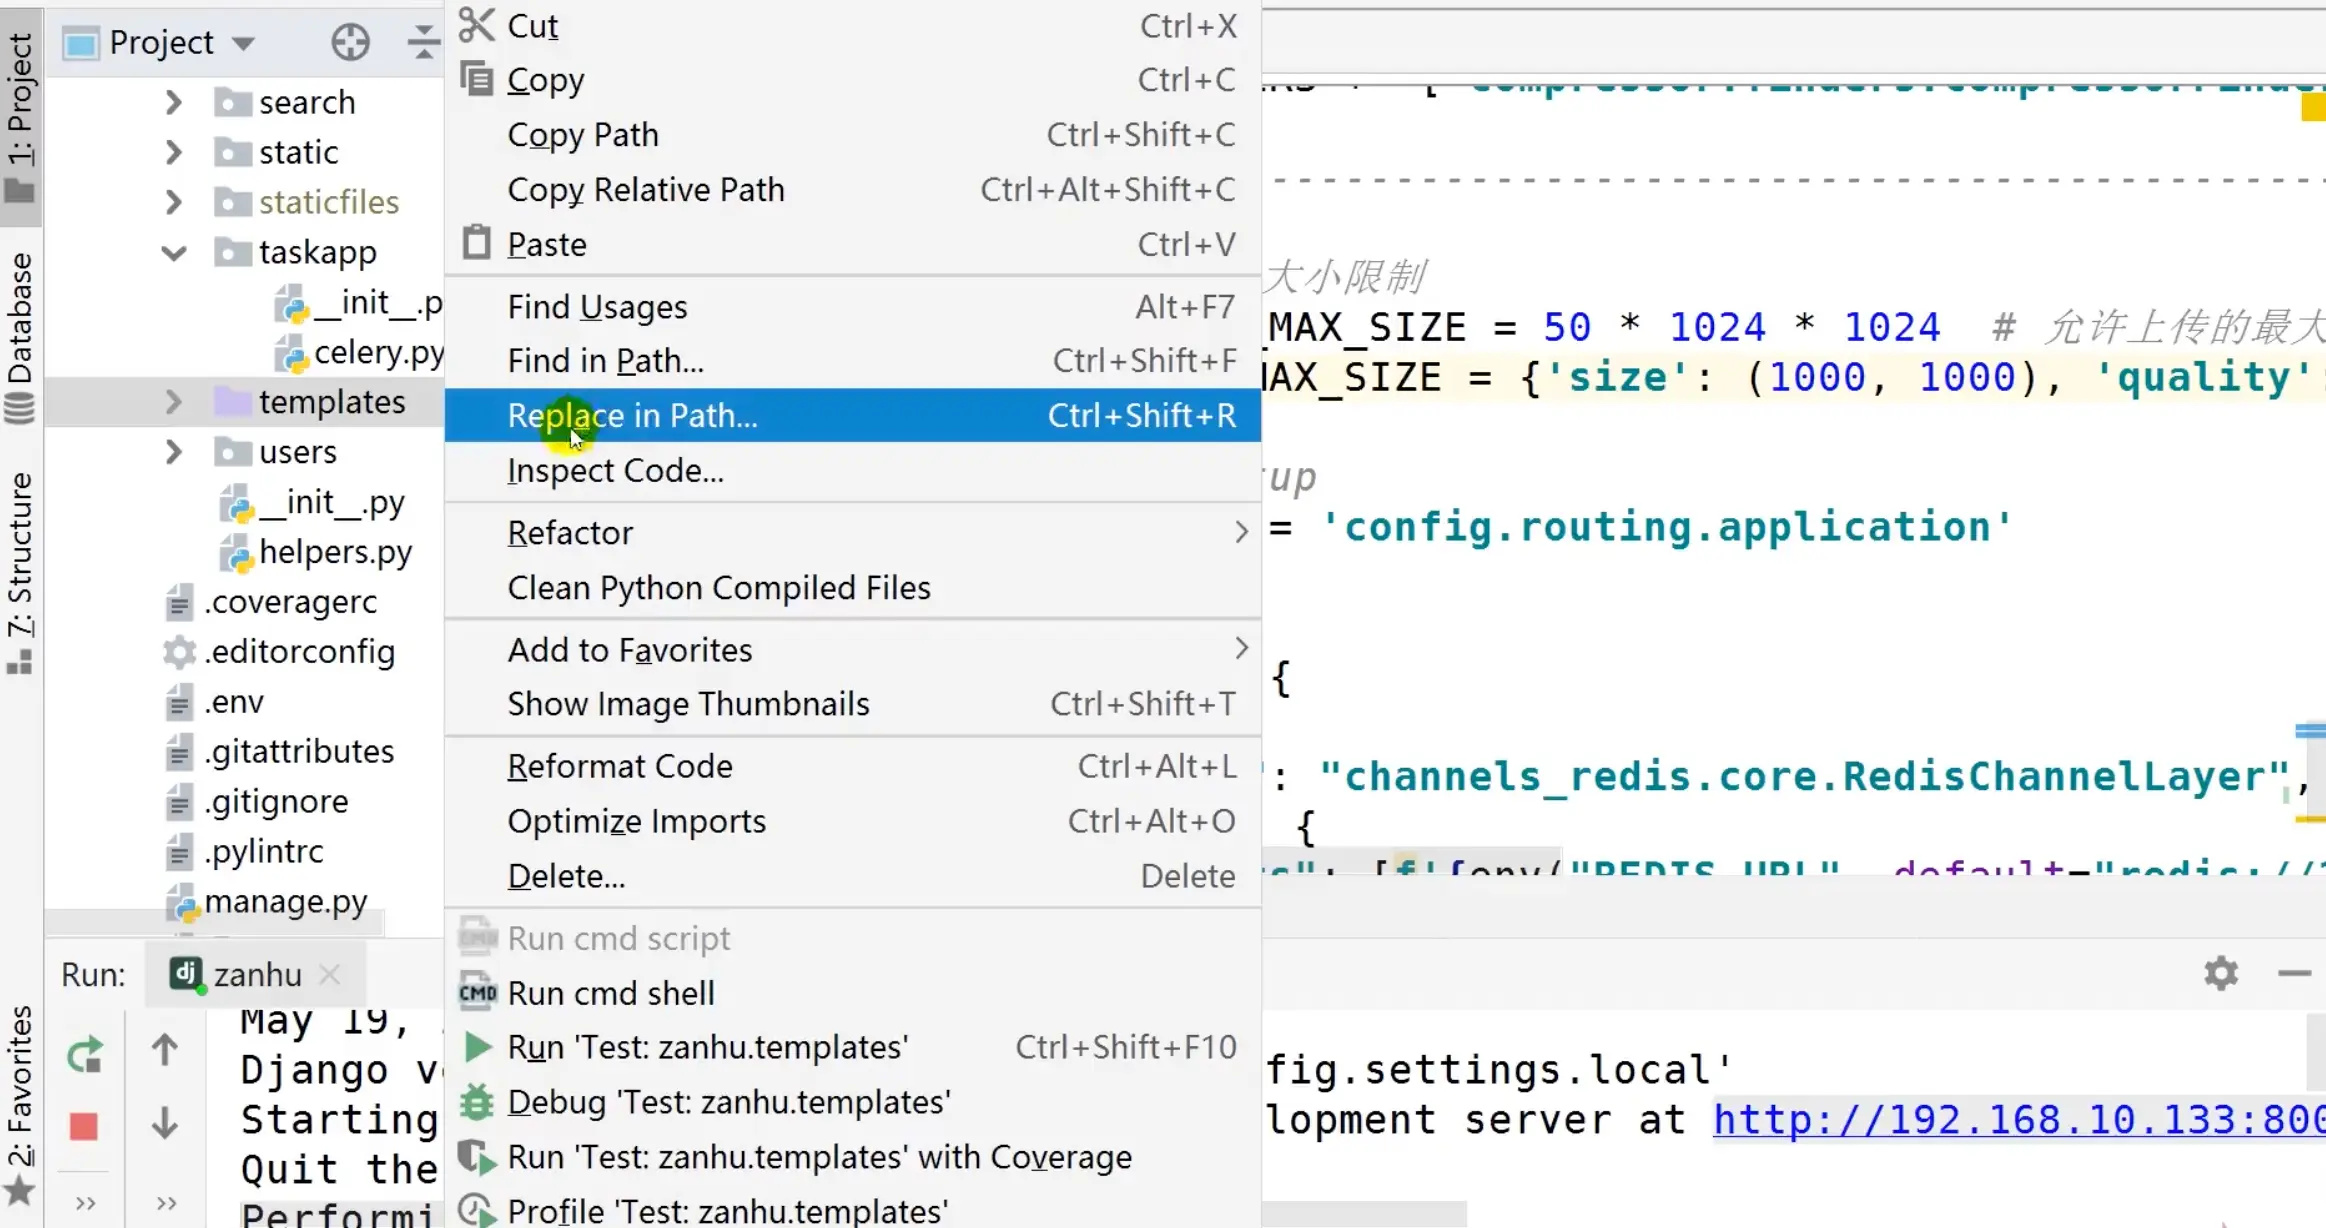 1: Project
Database
7: Structure
2: Favorites
Project
search
static
staticfiles
taskapp
__init__.p
celery.py
templates
users
__init__.py
helpers.py
.coveragerc
.editorconfig
.env
.gitattributes
.gitignore
.pylintrc
manage.py
Cut Ctrl+X
Copy Ctrl+C
Copy Path Ctrl+Shift+C
Copy Relative Path Ctrl+Alt+Shift+C
Paste Ctrl+V
Find Usages Alt+F7
Find in Path... Ctrl+Shift+F
Replace in Path... Ctrl+Shift+R
Inspect Code...
Refactor
Clean Python Compiled Files
Add to Favorites
Show Image Thumbnails Ctrl+Shift+T
Reformat Code Ctrl+Alt+L
Optimize Imports Ctrl+Alt+O
Delete... Delete
Run cmd script
CMD Run cmd shell
Run 'Test: zanhu.templates' Ctrl+Shift+F10
Debug 'Test: zanhu.templates'
Run 'Test: zanhu.templates' with Coverage
Profile 'Test: zanhu.templates'
---------------------------------------------
大小限制
_MAX_SIZE = 50 * 1024 * 1024 # 允许上传的最大
MAX_SIZE = {'size': (1000, 1000), 'quality':
up
= 'config.routing.application'
{
': "channels_redis.core.RedisChannelLayer",
{
s": [f'{env("REDIS_URL", default="redis://
Run: dj zanhu
May 19,
Django v
Starting
Quit the
Performi
fig.settings.local'
lopment server at http://192.168.10.133:800